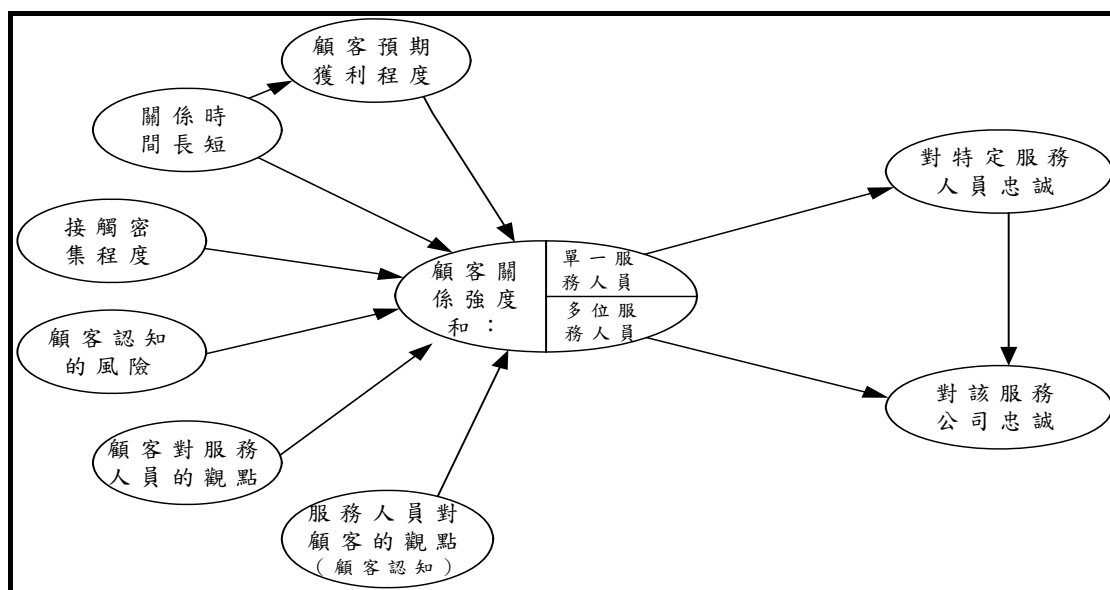 顧客預期
獲利程度
關係時
間長短
接觸密
集程度
顧客認知
的風險
顧客對服務
人員的觀點
服務人員對
顧客的觀點
(顧客認知)
顧客關
係強度
和：
單一服
務人員
多位服
務人員
對特定服務
人員忠誠
對該服務
公司忠誠